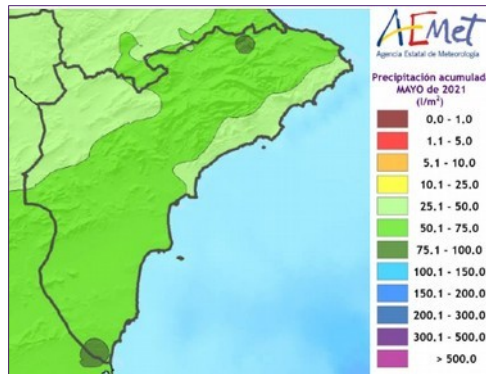 AEMet
Agencia Estatal de Meteorología
Precipitación acumulada
MAYO de 2021
(l/m²)
0,0 - 1.0
1.1 - 5.0
5.1 - 10.0
10.1 - 25.0
25.1 - 50.0
50.1 - 75.0
75.1 - 100.0
100.1 - 150.0
150.1 - 200.0
200.1 - 300.0
300.1 - 500.0
> 500.0